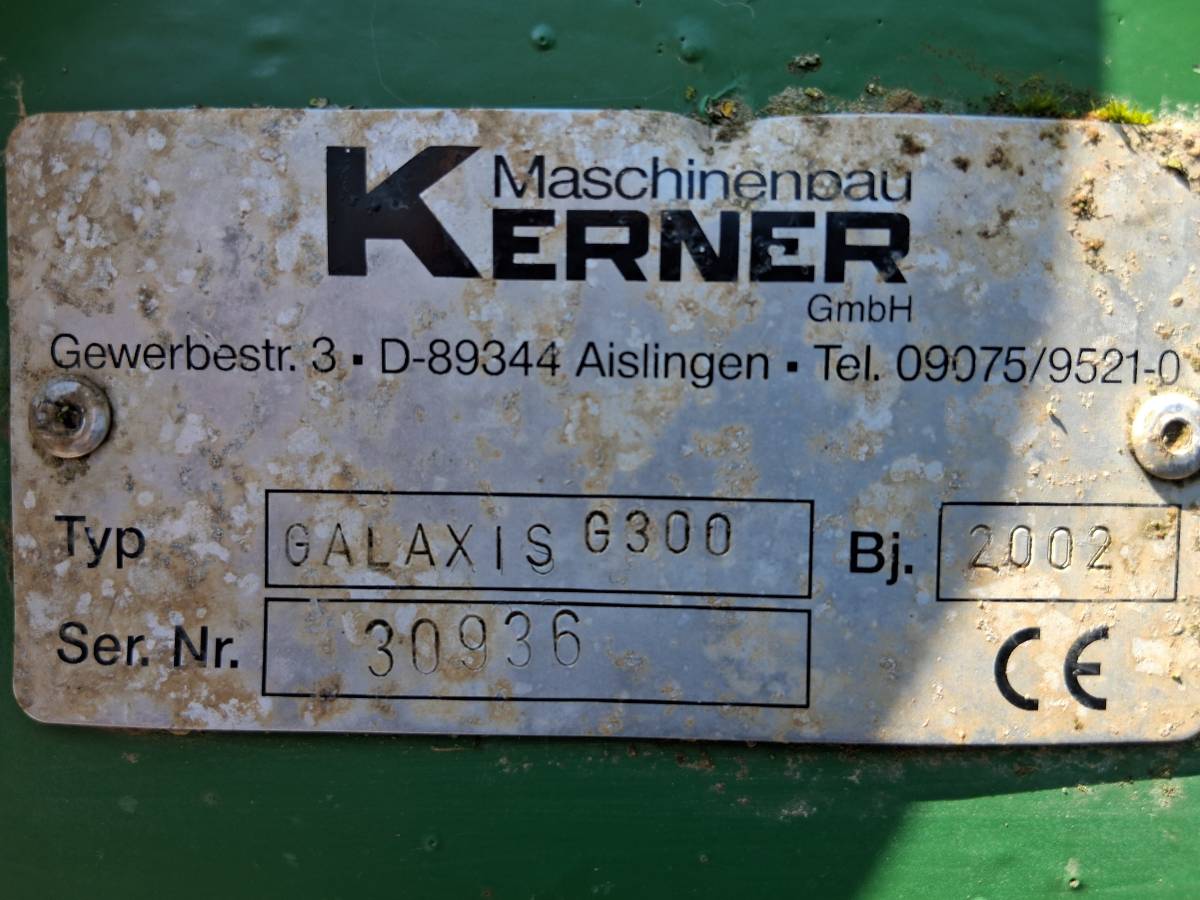 Maschinenbau
KERNER
GmbH
Gewerbestr. 3 ▪ D-89344 Aislingen ▪ Tel. 09075/9521-0
Typ GALAXIS G300 Bj. 2002
Ser. Nr. 30936 CE